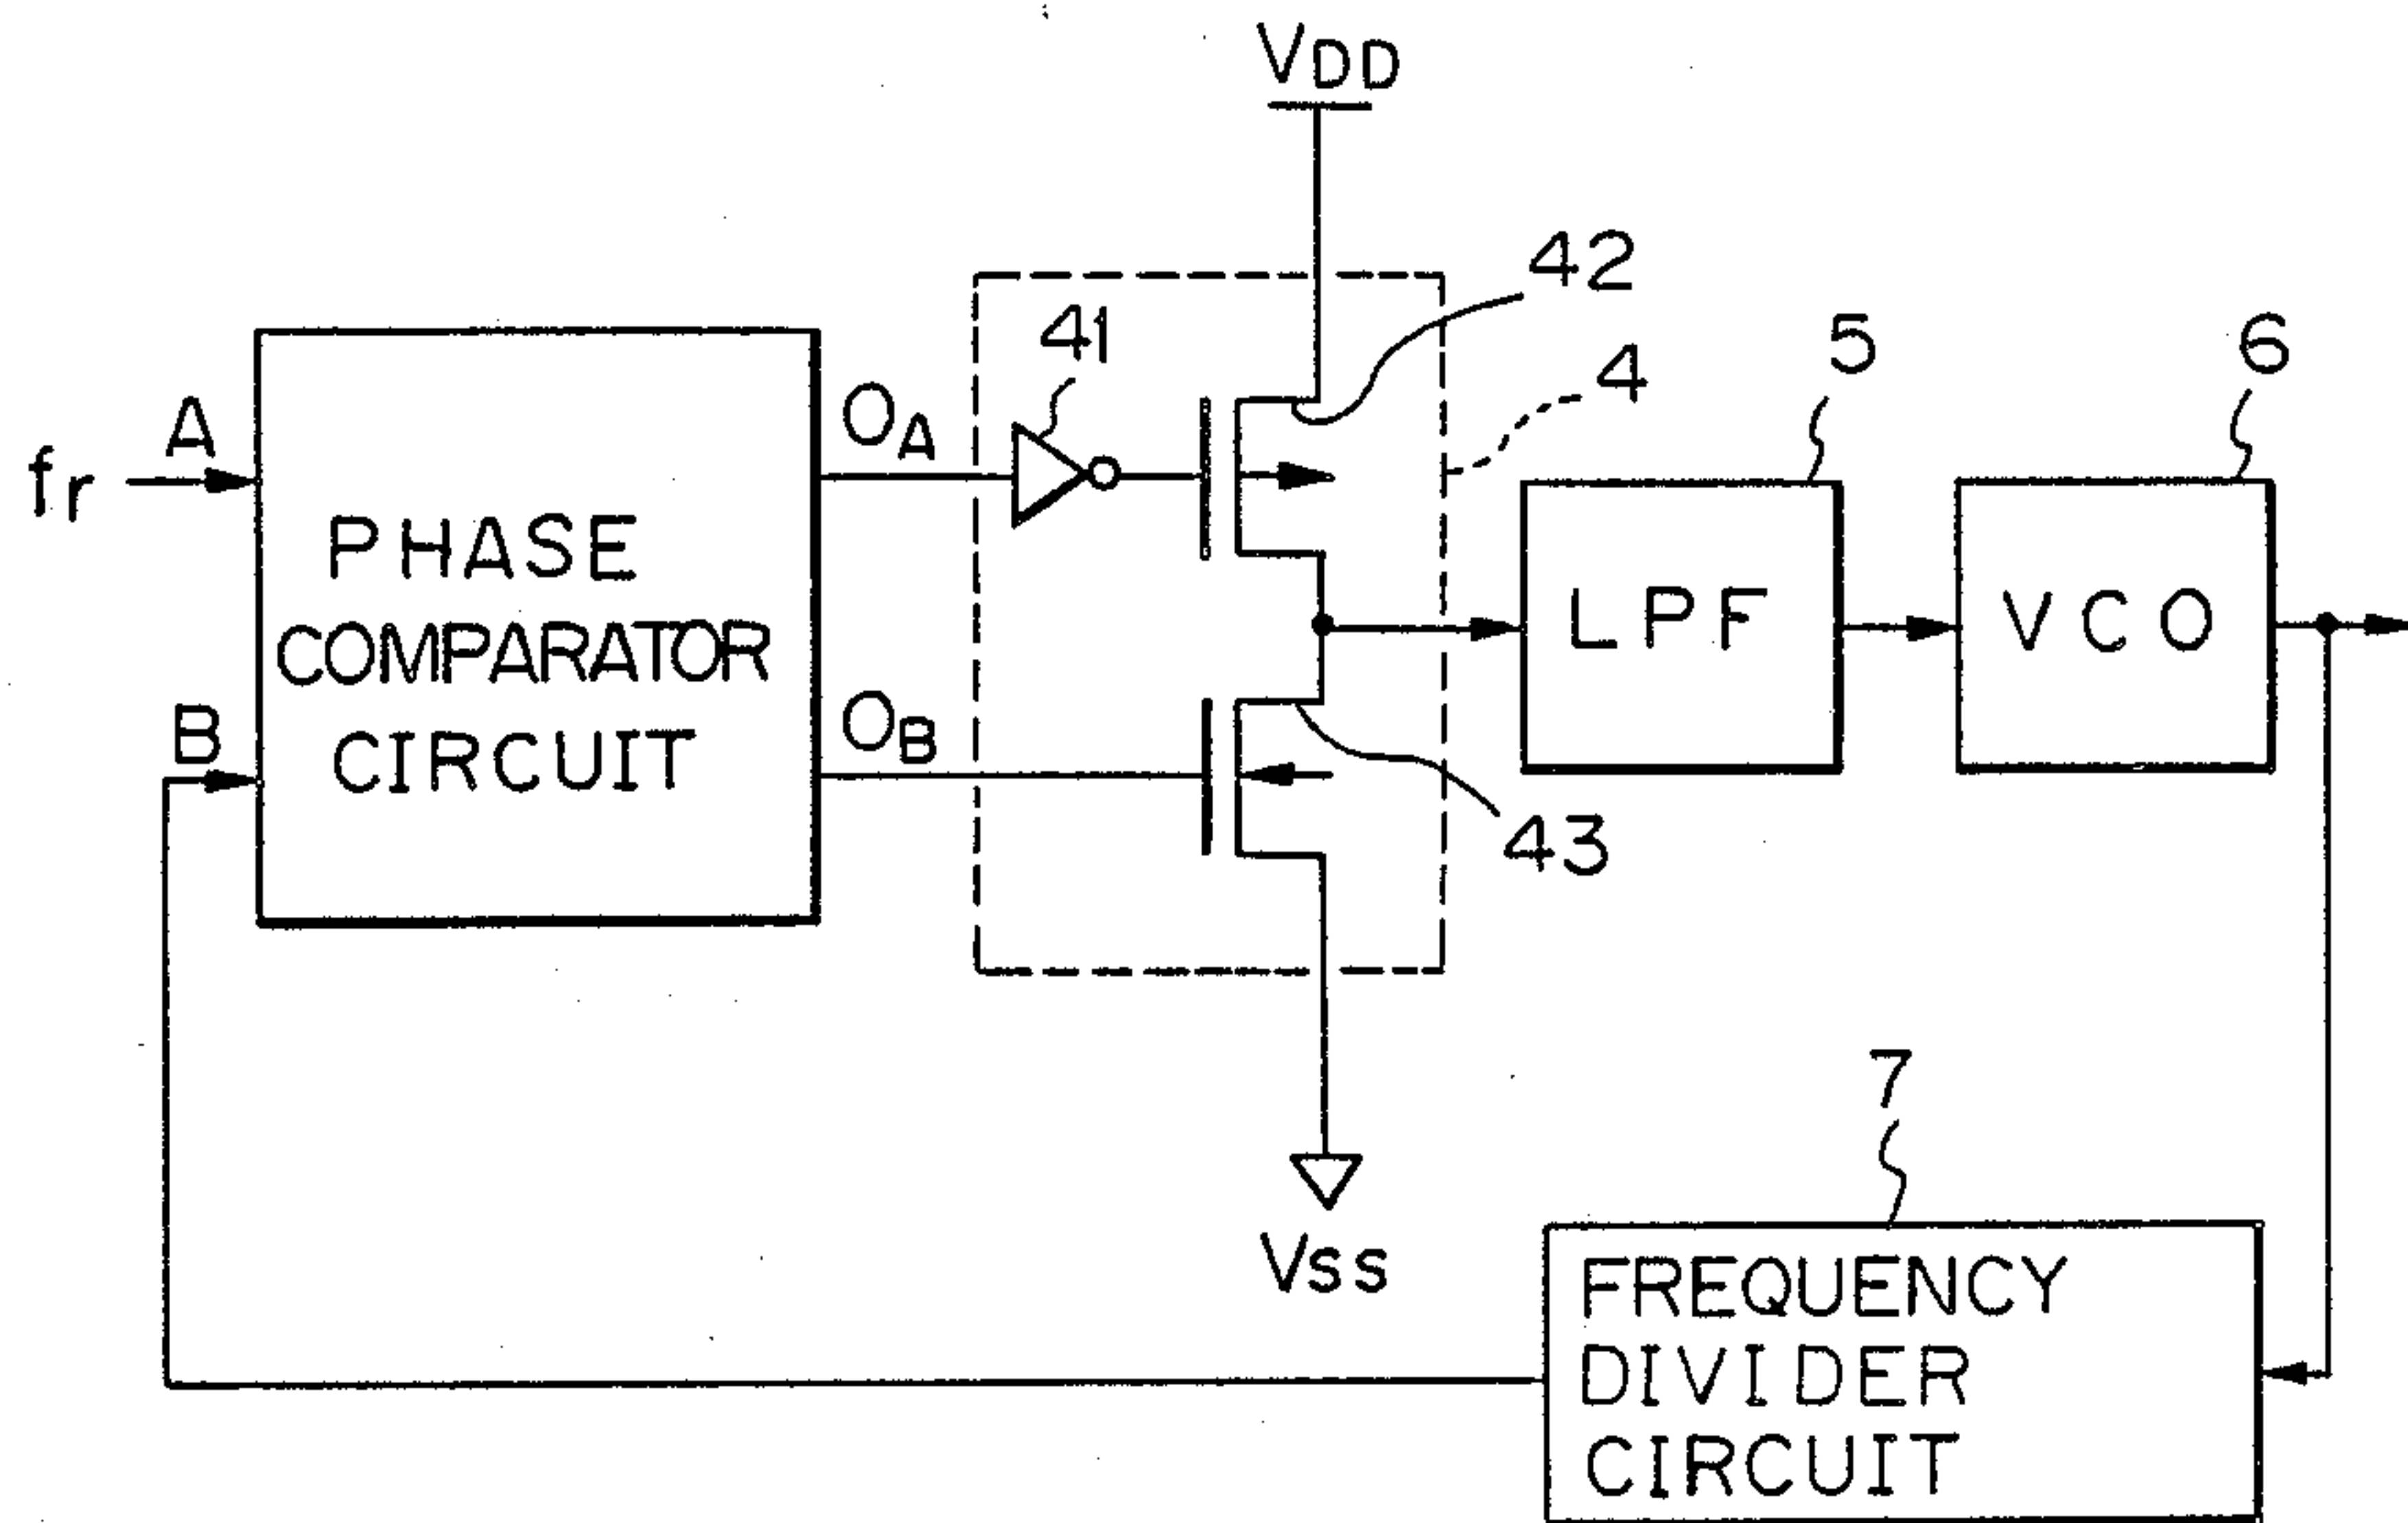 VDD
42
41
4
5
6
fr
A
OA
PHASE
COMPARATOR
CIRCUIT
LPF
VCO
B
OB
43
7
VSS
FREQUENCY
DIVIDER
CIRCUIT